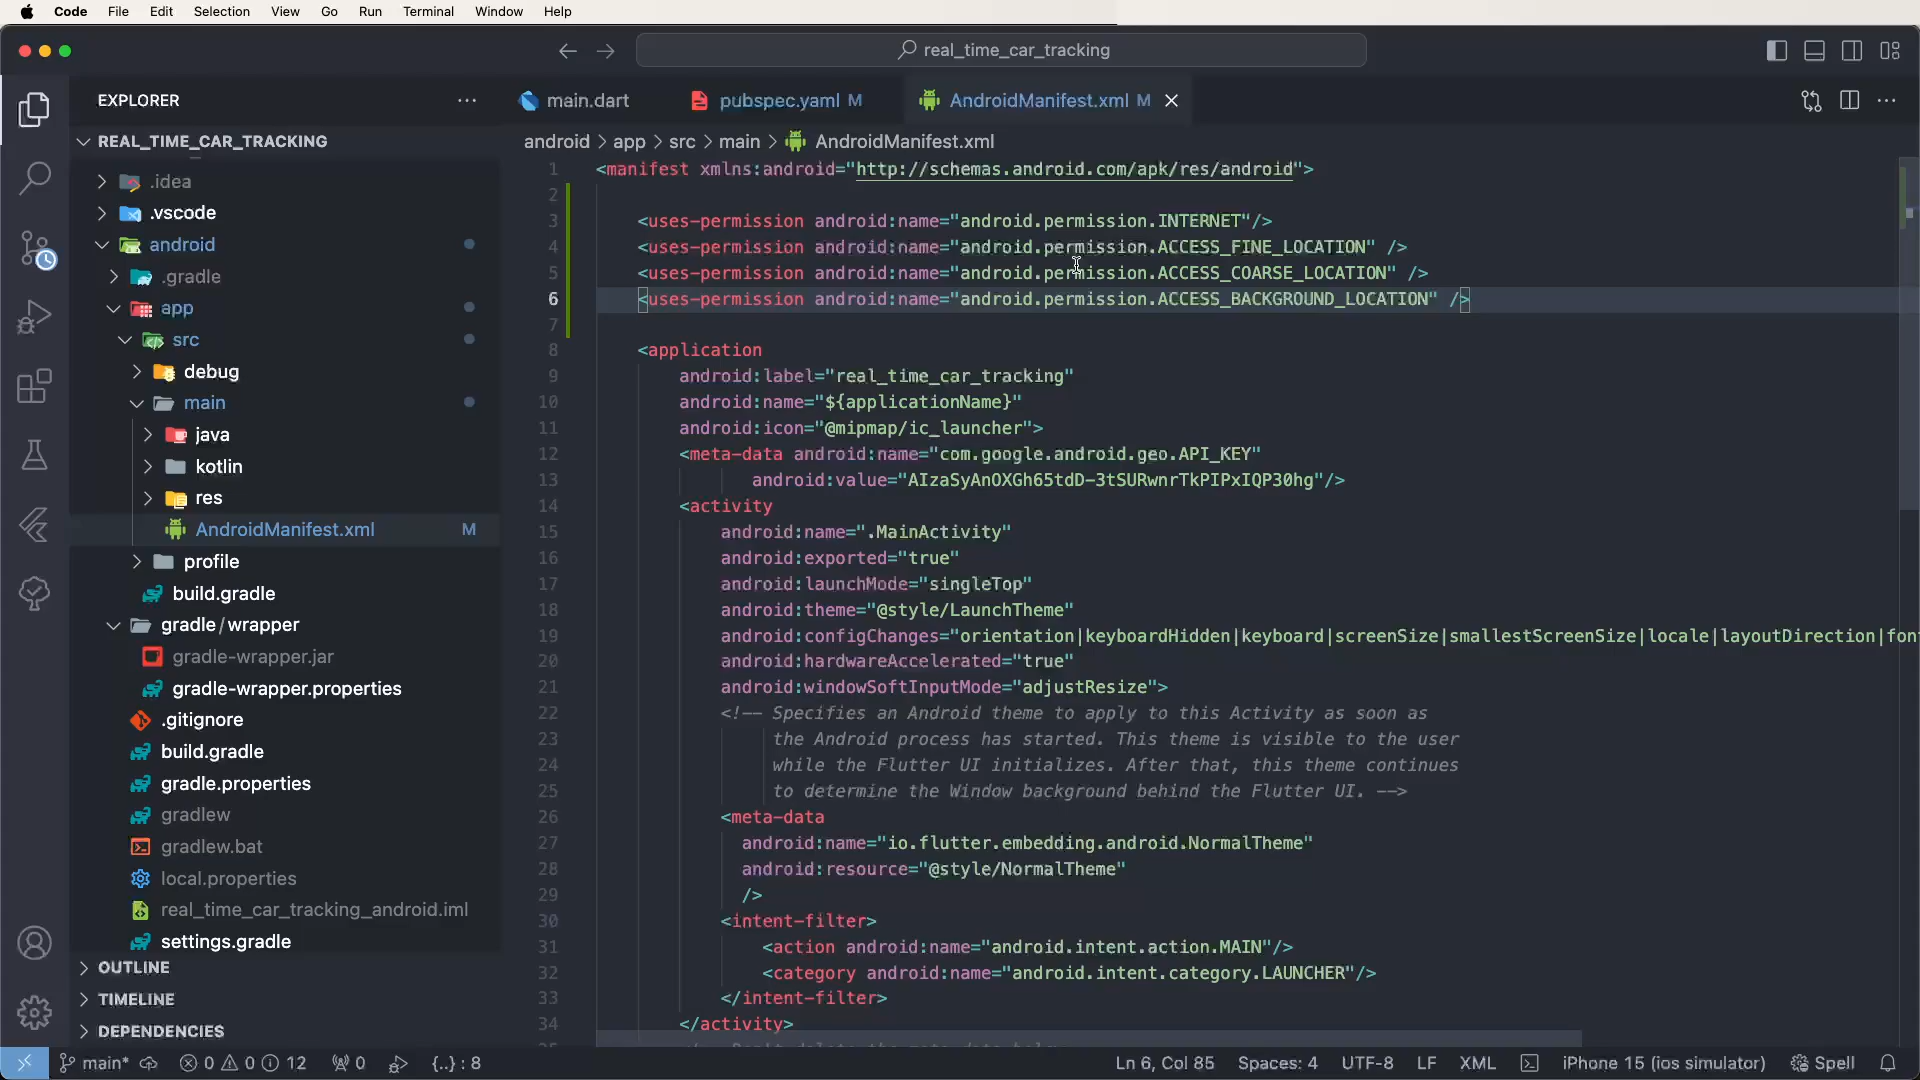 Code File Edit Selection View Go Run Terminal Window Help
real_time_car_tracking
EXPLORER
main.dart
pubspec.yaml M
AndroidManifest.xml M
REAL_TIME_CAR_TRACKING
android > app > src > main > AndroidManifest.xml
.idea
.vscode
android
.gradle
app
src
debug
main
java
kotlin
res
AndroidManifest.xml M
profile
build.gradle
gradle/wrapper
gradle-wrapper.jar
gradle-wrapper.properties
.gitignore
build.gradle
gradle.properties
gradlew
gradlew.bat
local.properties
real_time_car_tracking_android.iml
settings.gradle
OUTLINE
TIMELINE
DEPENDENCIES
1 <manifest xmlns:android="http://schemas.android.com/apk/res/android">
2
3 <uses-permission android:name="android.permission.INTERNET"/>
4 <uses-permission android:name="android.permission.ACCESS_FINE_LOCATION" />
5 <uses-permission android:name="android.permission.ACCESS_COARSE_LOCATION" />
6 <uses-permission android:name="android.permission.ACCESS_BACKGROUND_LOCATION" />
7
8 <application
9 android:label="real_time_car_tracking"
10 android:name="${applicationName}"
11 android:icon="@mipmap/ic_launcher">
12 <meta-data android:name="com.google.android.geo.API_KEY"
13 android:value="AIzaSyAnOXGh65tdD-3tSURwnrTkPIPxIQP30hg"/>
14 <activity
15 android:name=".MainActivity"
16 android:exported="true"
17 android:launchMode="singleTop"
18 android:theme="@style/LaunchTheme"
19 android:configChanges="orientation|keyboardHidden|keyboard|screenSize|smallestScreenSize|locale|layoutDirection|fon
20 android:hardwareAccelerated="true"
21 android:windowSoftInputMode="adjustResize">
22 <!-- Specifies an Android theme to apply to this Activity as soon as
23 the Android process has started. This theme is visible to the user
24 while the Flutter UI initializes. After that, this theme continues
25 to determine the Window background behind the Flutter UI. -->
26 <meta-data
27 android:name="io.flutter.embedding.android.NormalTheme"
28 android:resource="@style/NormalTheme"
29 />
30 <intent-filter>
31 <action android:name="android.intent.action.MAIN"/>
32 <category android:name="android.intent.category.LAUNCHER"/>
33 </intent-filter>
34 </activity>
main* 0 0 12 0 {..} : 8 Ln 6, Col 85 Spaces: 4 UTF-8 LF XML iPhone 15 (ios simulator) Spell